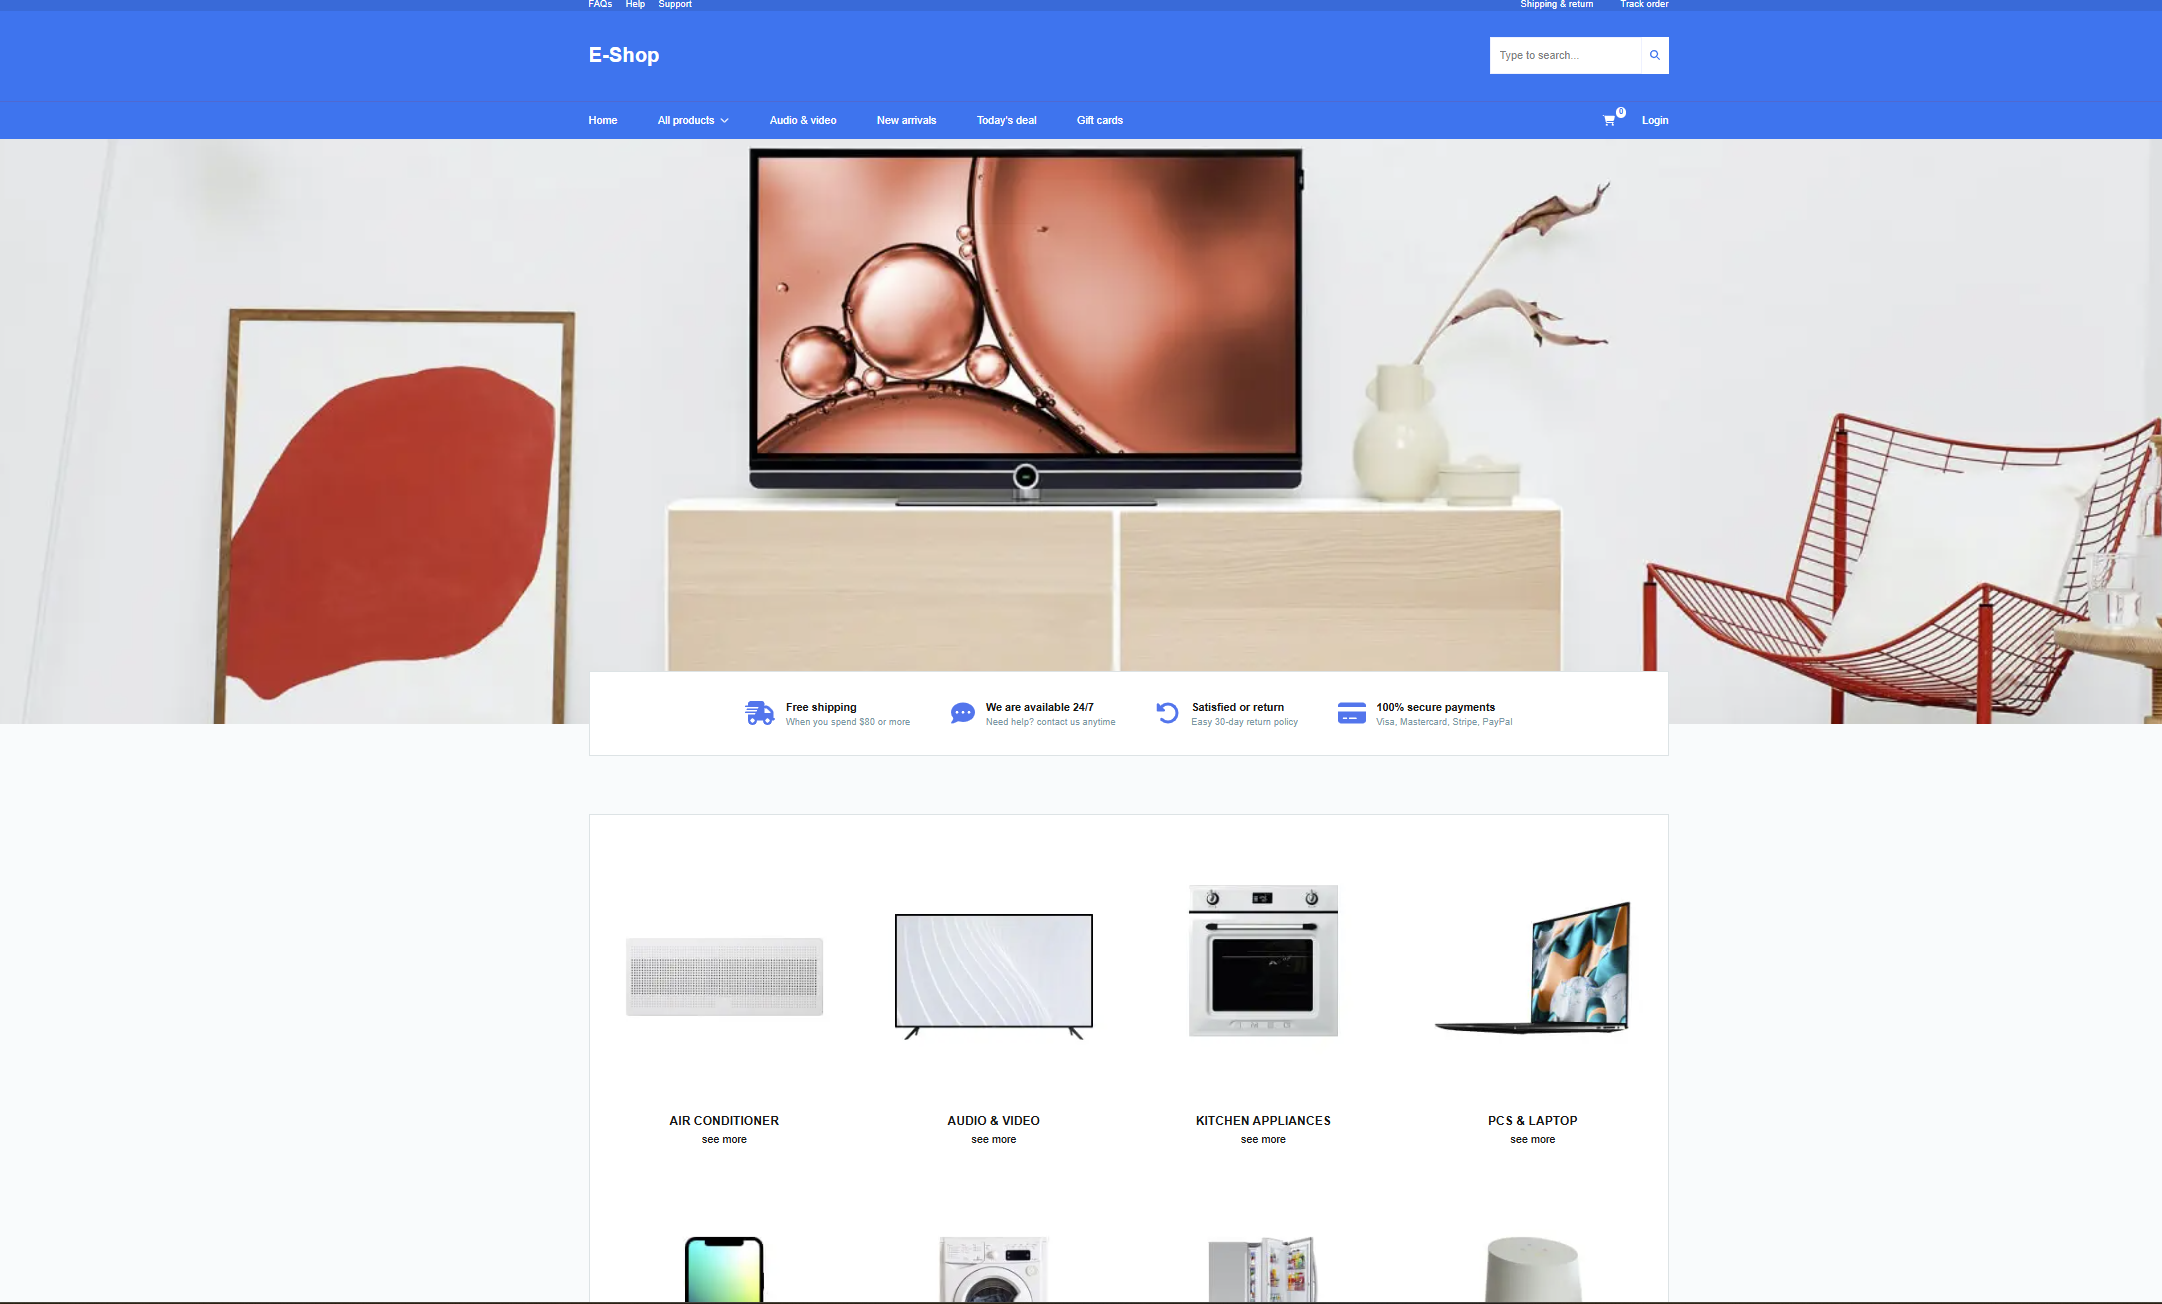 FAQs Help Support Shipping & return Track order
E-Shop
Type to search...
Home All products Audio & video New arrivals Today's deal Gift cards 0 Login
Free shipping
When you spend $80 or more
We are available 24/7
Need help? contact us anytime
Satisfied or return
Easy 30-day return policy
100% secure payments
Visa, Mastercard, Stripe, PayPal
AIR CONDITIONER
see more
AUDIO & VIDEO
see more
KITCHEN APPLIANCES
see more
PCS & LAPTOP
see more